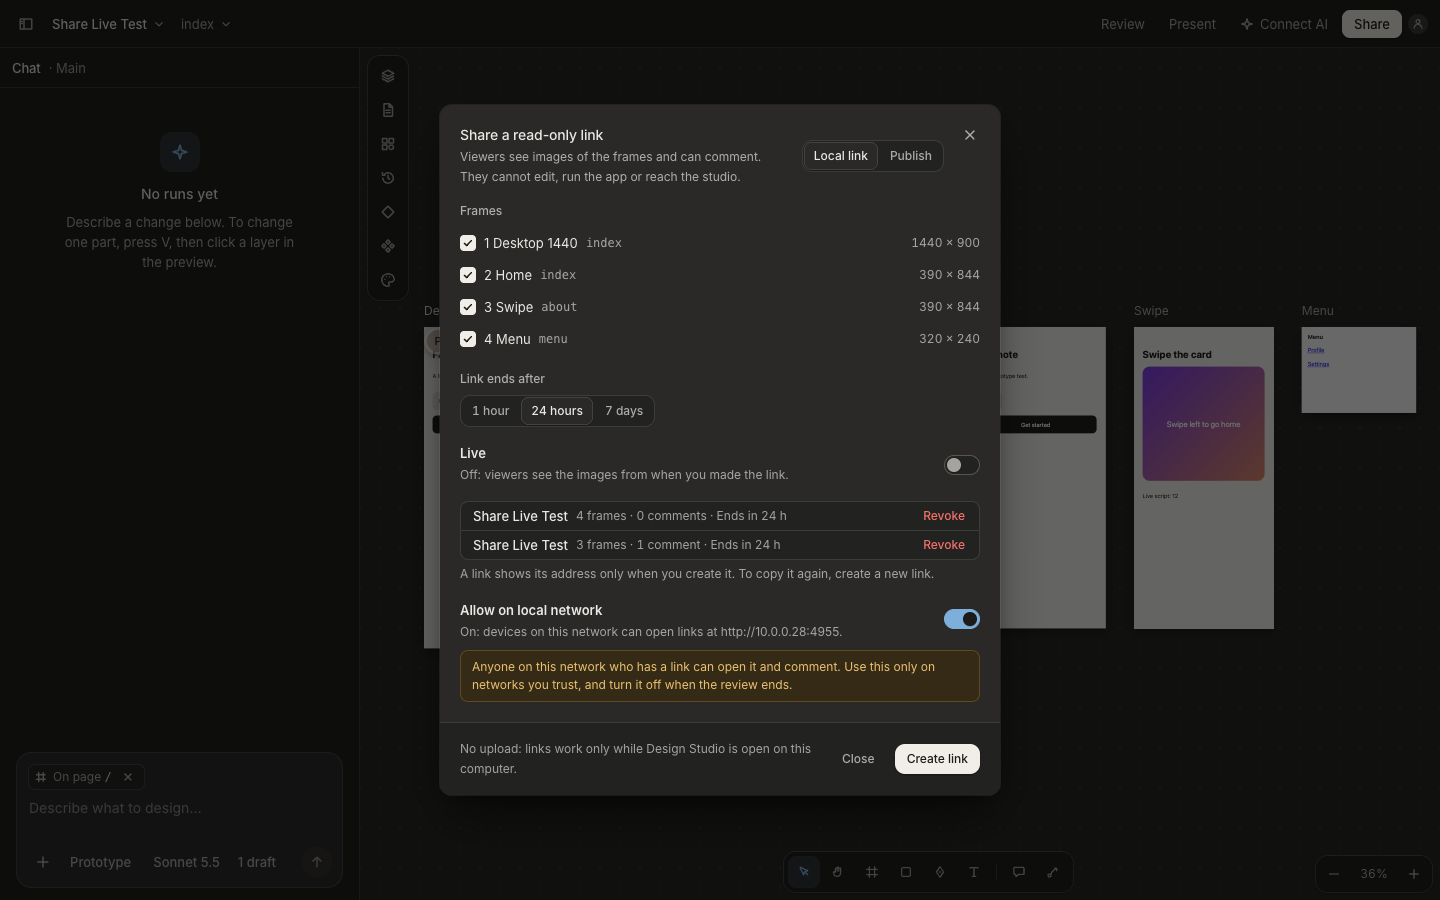 Share Live Test
index
Review
Present
Connect AI
Share
Chat · Main
No runs yet
Describe a change below. To change
one part, press V, then click a layer in
the preview.
Share a read-only link
Viewers see images of the frames and can comment.
They cannot edit, run the app or reach the studio.
Local link
Publish
Frames
1 Desktop 1440 index 1440 × 900
2 Home index 390 × 844
3 Swipe about 390 × 844
4 Menu menu 320 × 240
Link ends after
1 hour
24 hours
7 days
Live
Off: viewers see the images from when you made the link.
Share Live Test 4 frames · 0 comments · Ends in 24 h Revoke
Share Live Test 3 frames · 1 comment · Ends in 24 h Revoke
A link shows its address only when you create it. To copy it again, create a new link.
Allow on local network
On: devices on this network can open links at http://10.0.0.28:4955.
Anyone on this network who has a link can open it and comment. Use this only on
networks you trust, and turn it off when the review ends.
No upload: links work only while Design Studio is open on this
computer.
Close
Create link
Get started
Swipe
Swipe the card
Swipe left to go home
Live script: 12
Menu
Menu
Profile
Settings
On page /
Describe what to design...
Prototype
Sonnet 5.5
1 draft
36%